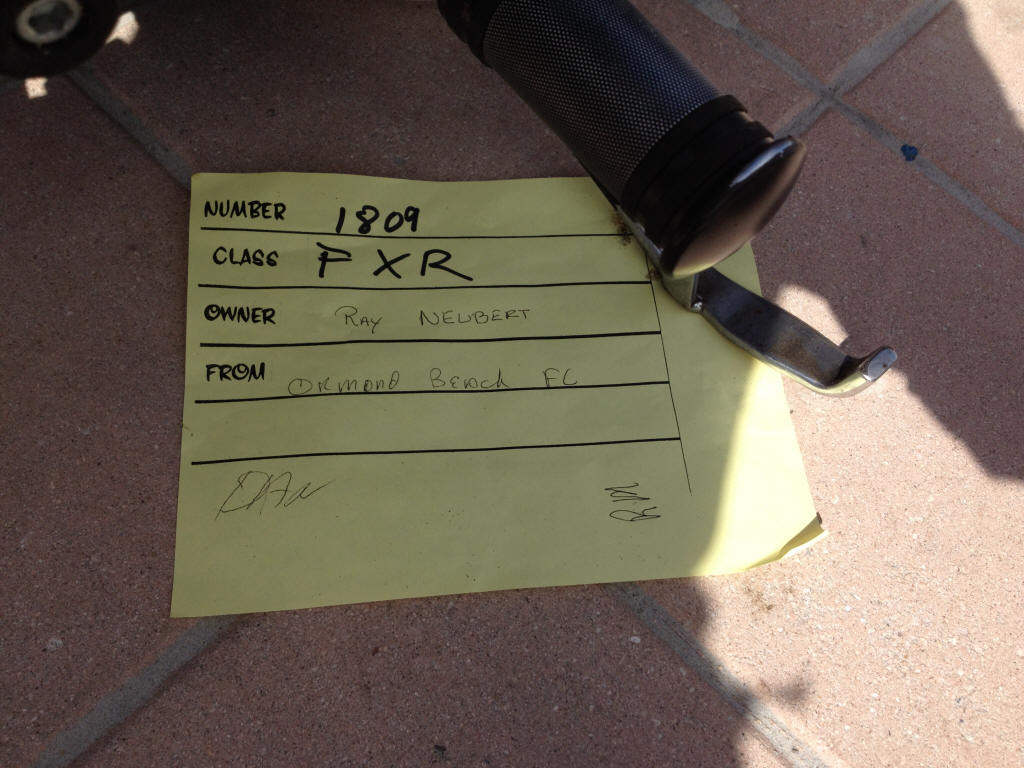 NUMBER 1809
CLASS FXR
OWNER RAY NEUBERT
FROM ORMOND BEACH FL